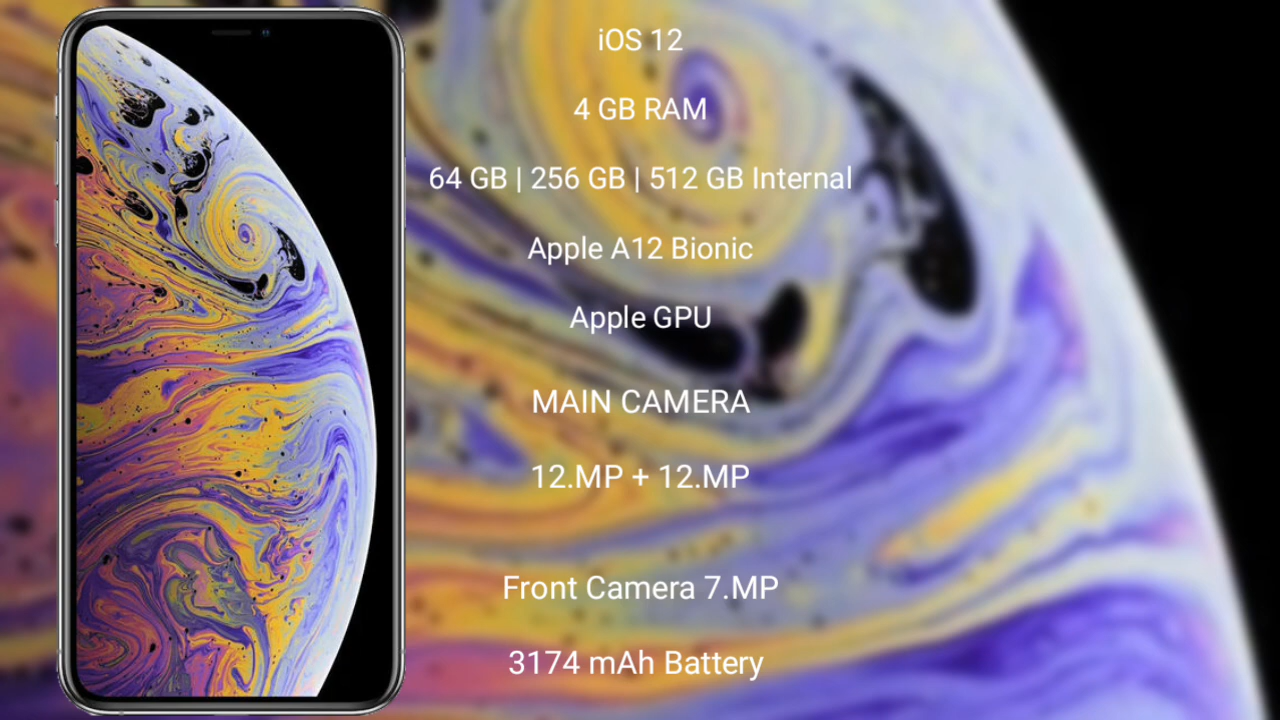 iOS 12
4 GB RAM
64 GB | 256 GB | 512 GB Internal
Apple A12 Bionic
Apple GPU
MAIN CAMERA
12.MP + 12.MP
Front Camera 7.MP
3174 mAh Battery